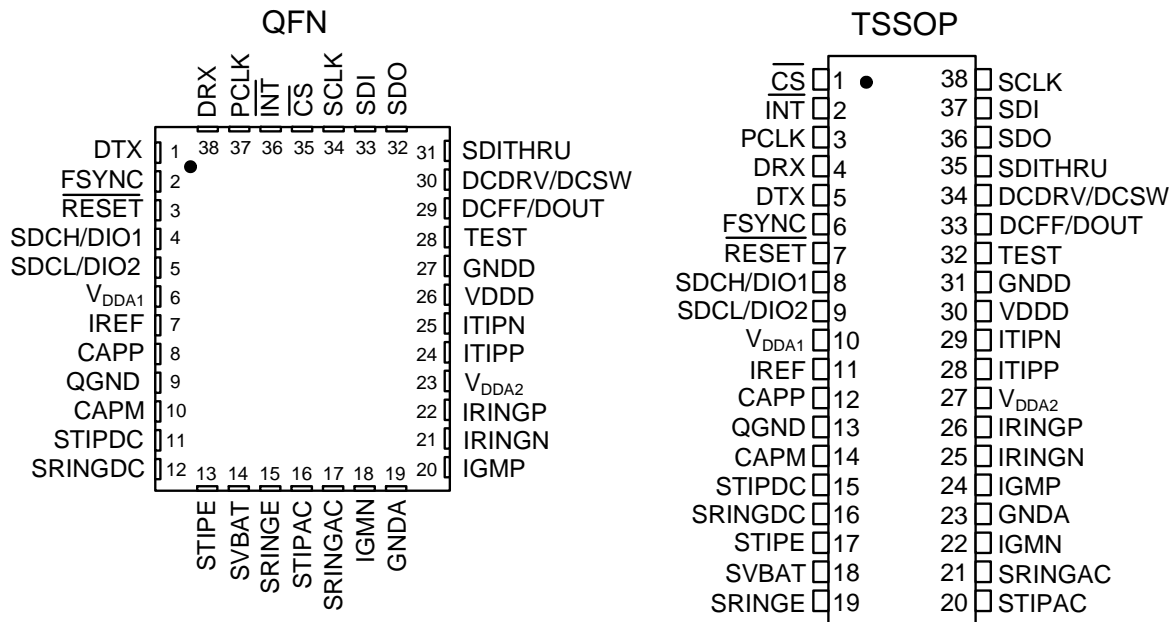 QFN
DRX
PCLK
INT
CS
SCLK
SDI
SDO
38
37
36
35
34
33
32
DTX 1
FSYNC 2
RESET 3
SDCH/DIO1 4
SDCL/DIO2 5
VDDA1 6
IREF 7
CAPP 8
QGND 9
CAPM 10
STIPDC 11
SRINGDC 12
31 SDITHRU
30 DCDRV/DCSW
29 DCFF/DOUT
28 TEST
27 GNDD
26 VDDD
25 ITIPN
24 ITIPP
23 VDDA2
22 IRINGP
21 IRINGN
20 IGMP
13
14
15
16
17
18
19
STIPE
SVBAT
SRINGE
STIPAC
SRINGAC
IGMN
GNDA
TSSOP
CS 1
INT 2
PCLK 3
DRX 4
DTX 5
FSYNC 6
RESET 7
SDCH/DIO1 8
SDCL/DIO2 9
VDDA1 10
IREF 11
CAPP 12
QGND 13
CAPM 14
STIPDC 15
SRINGDC 16
STIPE 17
SVBAT 18
SRINGE 19
38 SCLK
37 SDI
36 SDO
35 SDITHRU
34 DCDRV/DCSW
33 DCFF/DOUT
32 TEST
31 GNDD
30 VDDD
29 ITIPN
28 ITIPP
27 VDDA2
26 IRINGP
25 IRINGN
24 IGMP
23 GNDA
22 IGMN
21 SRINGAC
20 STIPAC